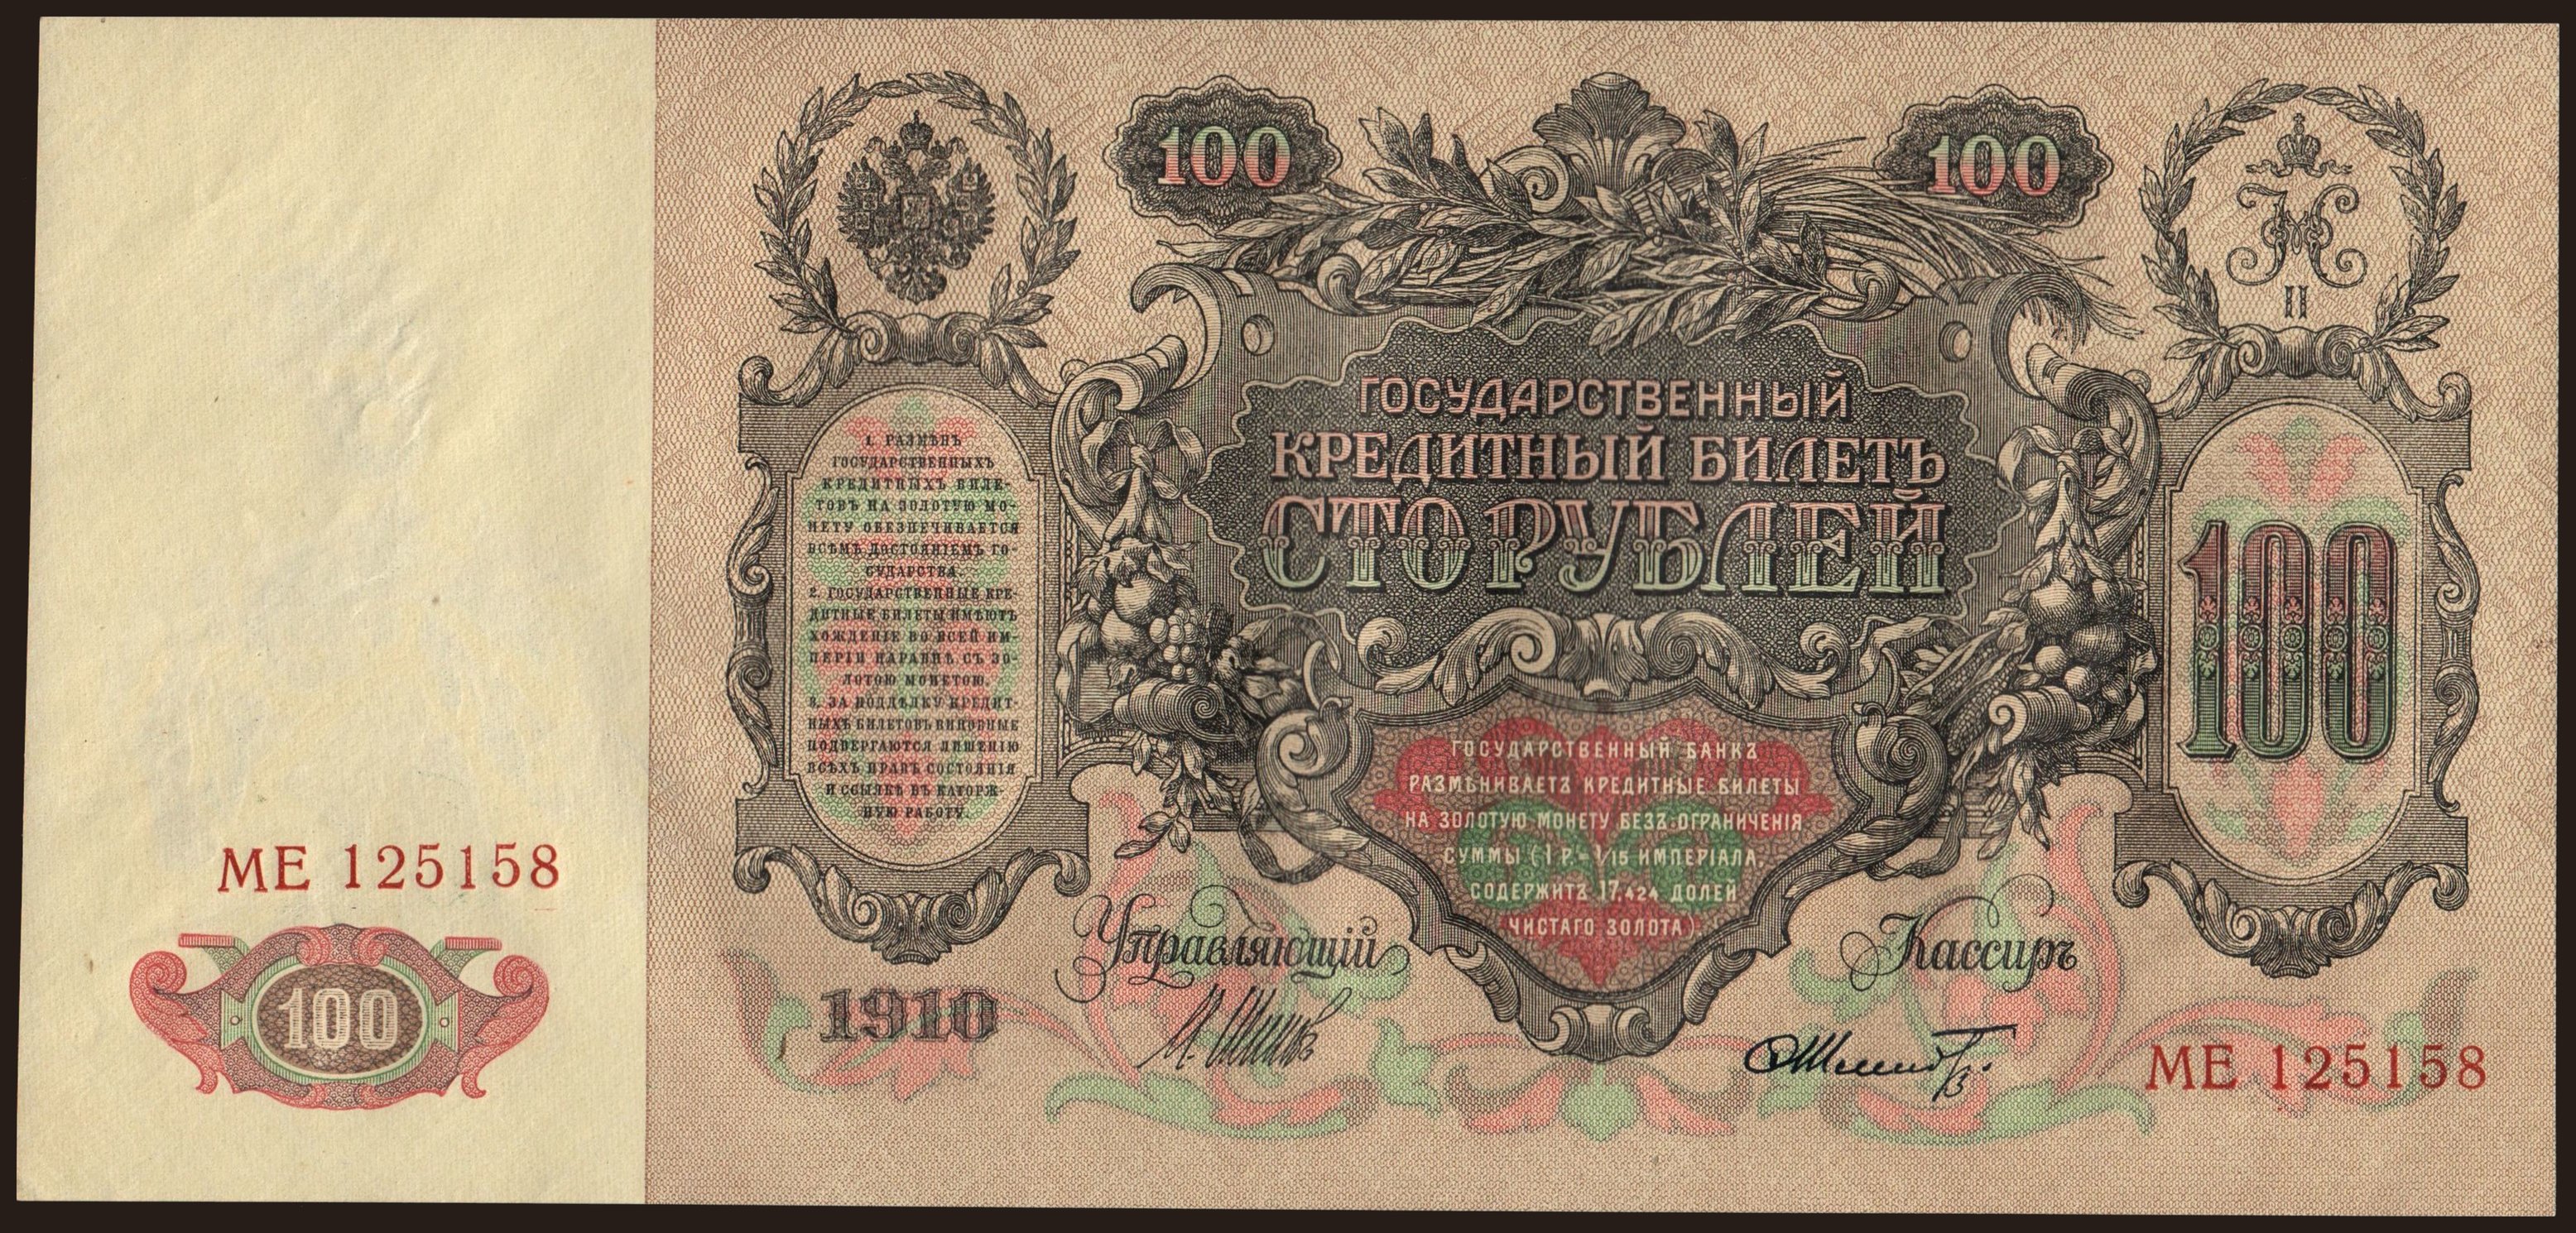 100
100
II
ГОСУДАРСТВЕННЫЙ
КРЕДИТНЫЙ БИЛЕТЪ
СТО РУБЛЕЙ
1. РАЗМѢНЪ
ГОСУДАРСТВЕННЫХЪ
КРЕДИТНЫХЪ БИЛЕ-
ТОВЪ НА ЗОЛОТУЮ МО-
НЕТУ ОБЕЗПЕЧИВАЕТСЯ
ВСѢМЪ ДОСТОЯНІЕМЪ ГО-
СУДАРСТВА.
2. ГОСУДАРСТВЕННЫЕ КРЕ-
ДИТНЫЕ БИЛЕТЫ ИМѢЮТЪ
ХОЖДЕНІЕ ВО ВСЕЙ ИМ-
ПЕРІИ НАРАВНѢ СЪ ЗО-
ЛОТОЮ МОНЕТОЮ.
3. ЗА ПОДДѢЛКУ КРЕДИТ-
НЫХЪ БИЛЕТОВЪ ВИНОВНЫЕ
ПОДВЕРГАЮТСЯ ЛИШЕНІЮ
ВСѢХЪ ПРАВЪ СОСТОЯНІЯ
И ССЫЛКѢ ВЪ КАТОРЖ-
НУЮ РАБОТУ.
100
ГОСУДАРСТВЕННЫЙ БАНКЪ
РАЗМѢНИВАЕТЪ КРЕДИТНЫЕ БИЛЕТЫ
НА ЗОЛОТУЮ МОНЕТУ БЕЗЪ ОГРАНИЧЕНІЯ
СУММЫ (1 Р.= 1/15 ИМПЕРІАЛА,
СОДЕРЖИТЪ 17,424 ДОЛЕЙ
ЧИСТАГО ЗОЛОТА).
МЕ 125158
100
Управляющій
Кассиръ
1910
МЕ 125158